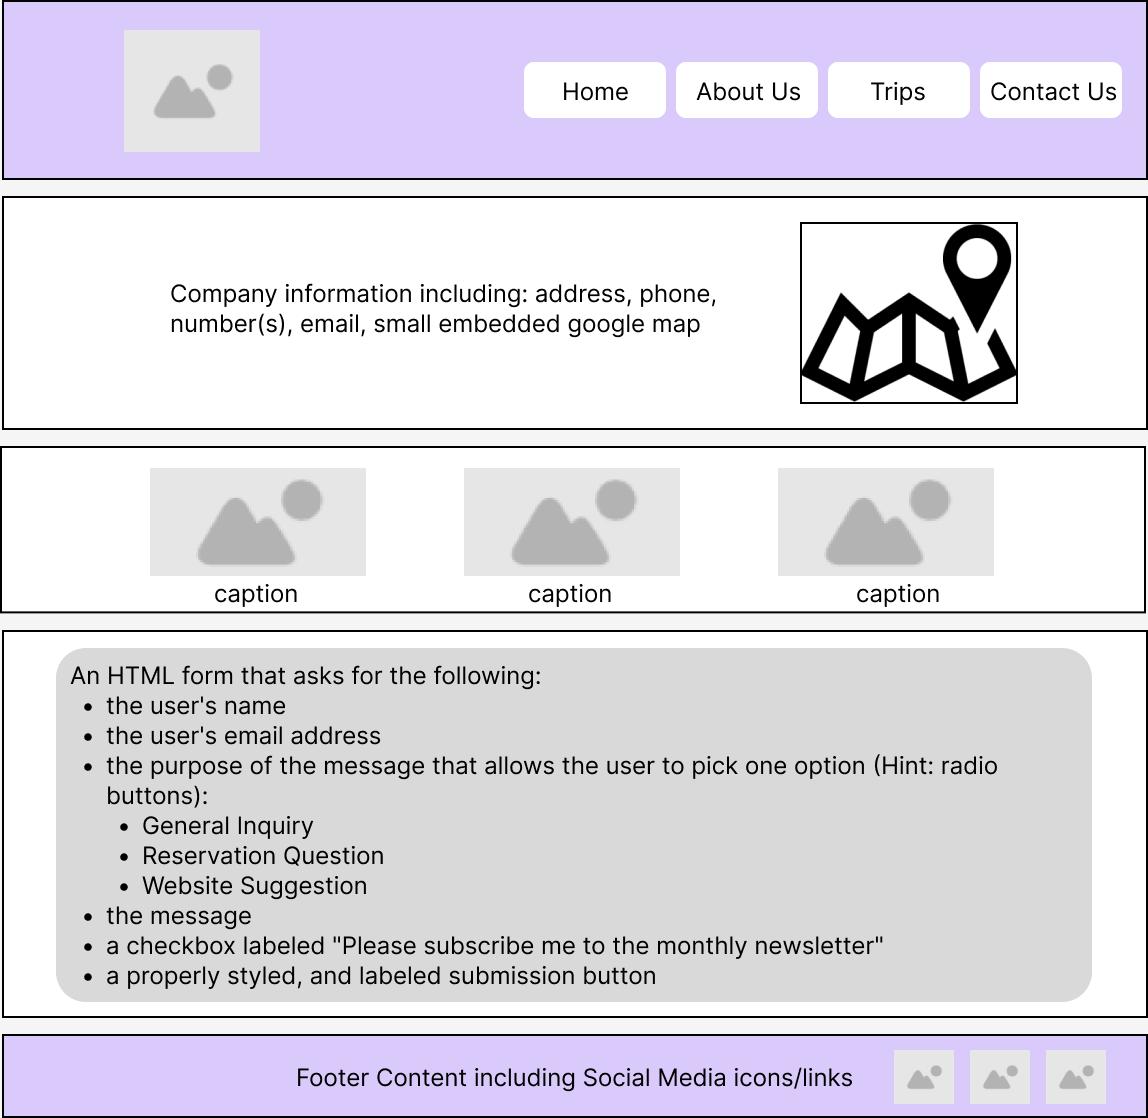 Home
About Us
Trips
Contact Us
Company information including: address, phone,
number(s), email, small embedded google map
caption
caption
caption
An HTML form that asks for the following:
• the user's name
• the user's email address
• the purpose of the message that allows the user to pick one option (Hint: radio
buttons):
• General Inquiry
• Reservation Question
• Website Suggestion
• the message
• a checkbox labeled "Please subscribe me to the monthly newsletter"
• a properly styled, and labeled submission button
Footer Content including Social Media icons/links